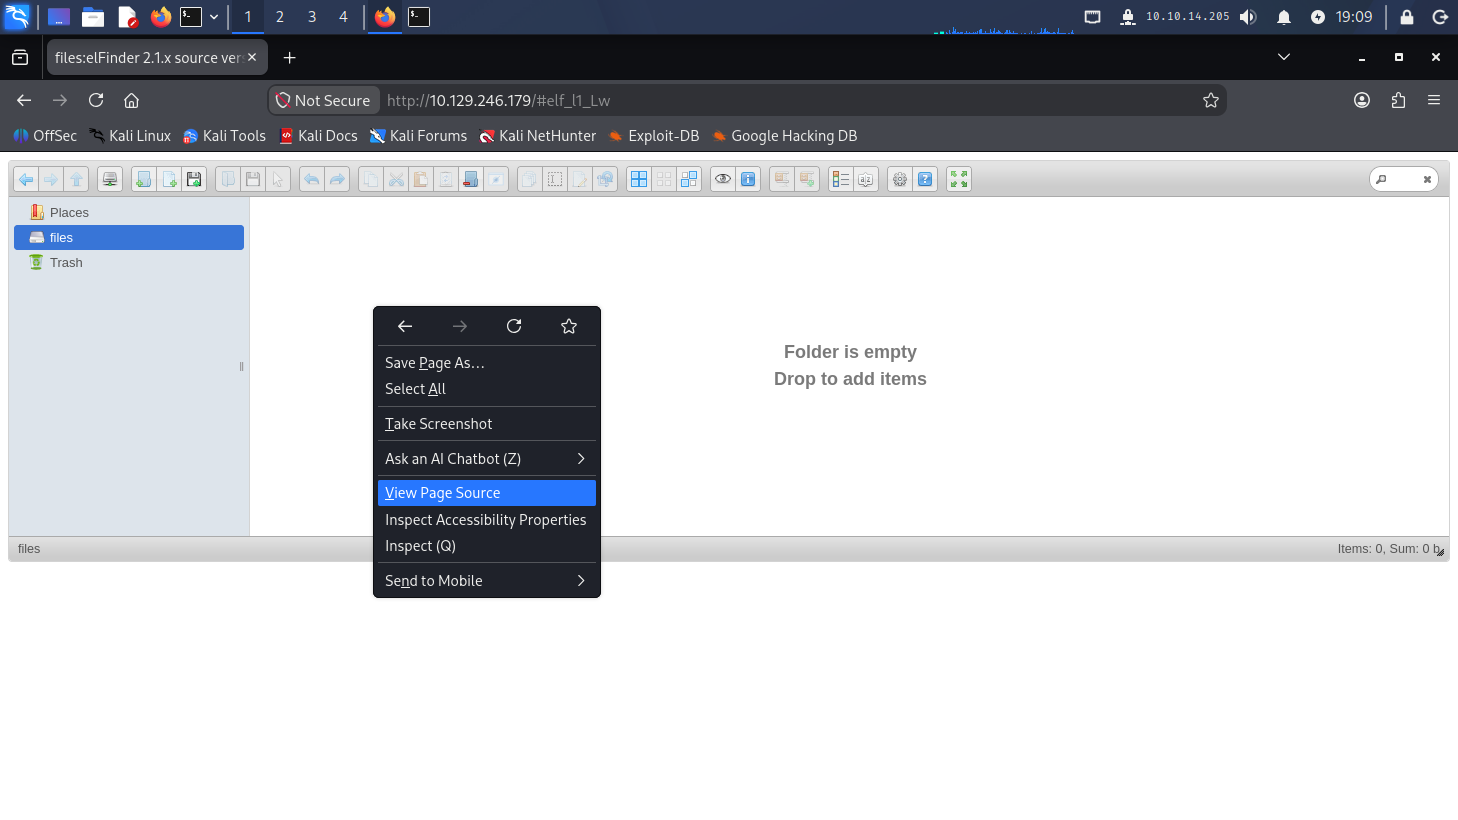 1 2 3 4 10.10.14.205 19:09
files:elFinder 2.1.x source ver
Not Secure http://10.129.246.179/#elf_l1_Lw
OffSec Kali Linux Kali Tools Kali Docs Kali Forums Kali NetHunter Exploit-DB Google Hacking DB
Places
files
Trash
Folder is empty
Drop to add items
Save Page As…
Select All
Take Screenshot
Ask an AI Chatbot (Z)
View Page Source
Inspect Accessibility Properties
Inspect (Q)
Send to Mobile
files
Items: 0, Sum: 0 b